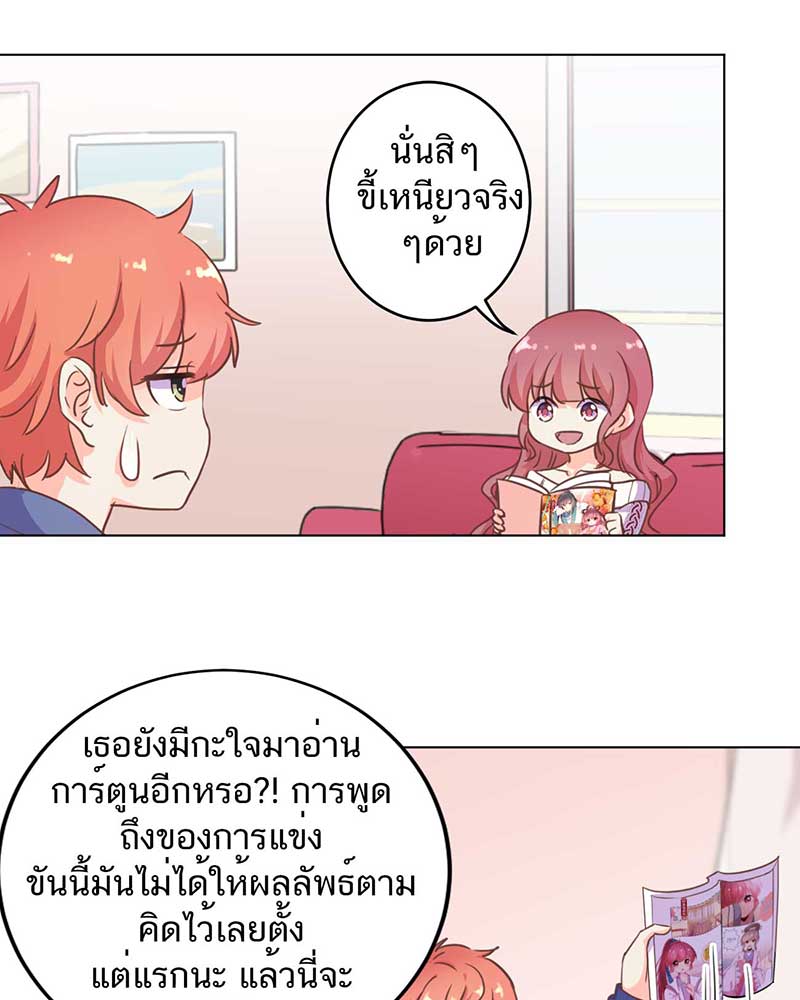 นั่นสิๆ
ขี้เหนียวจริง
ๆด้วย
เธอยังมีกะใจมาอ่าน
การ์ตูนอีกหรอ?! การพูด
ถึงของการแข่ง
ขันนี้มันไม่ได้ให้ผลลัพธ์ตาม
คิดไว้เลยตั้ง
แต่แรกนะ แล้วนี่จะ